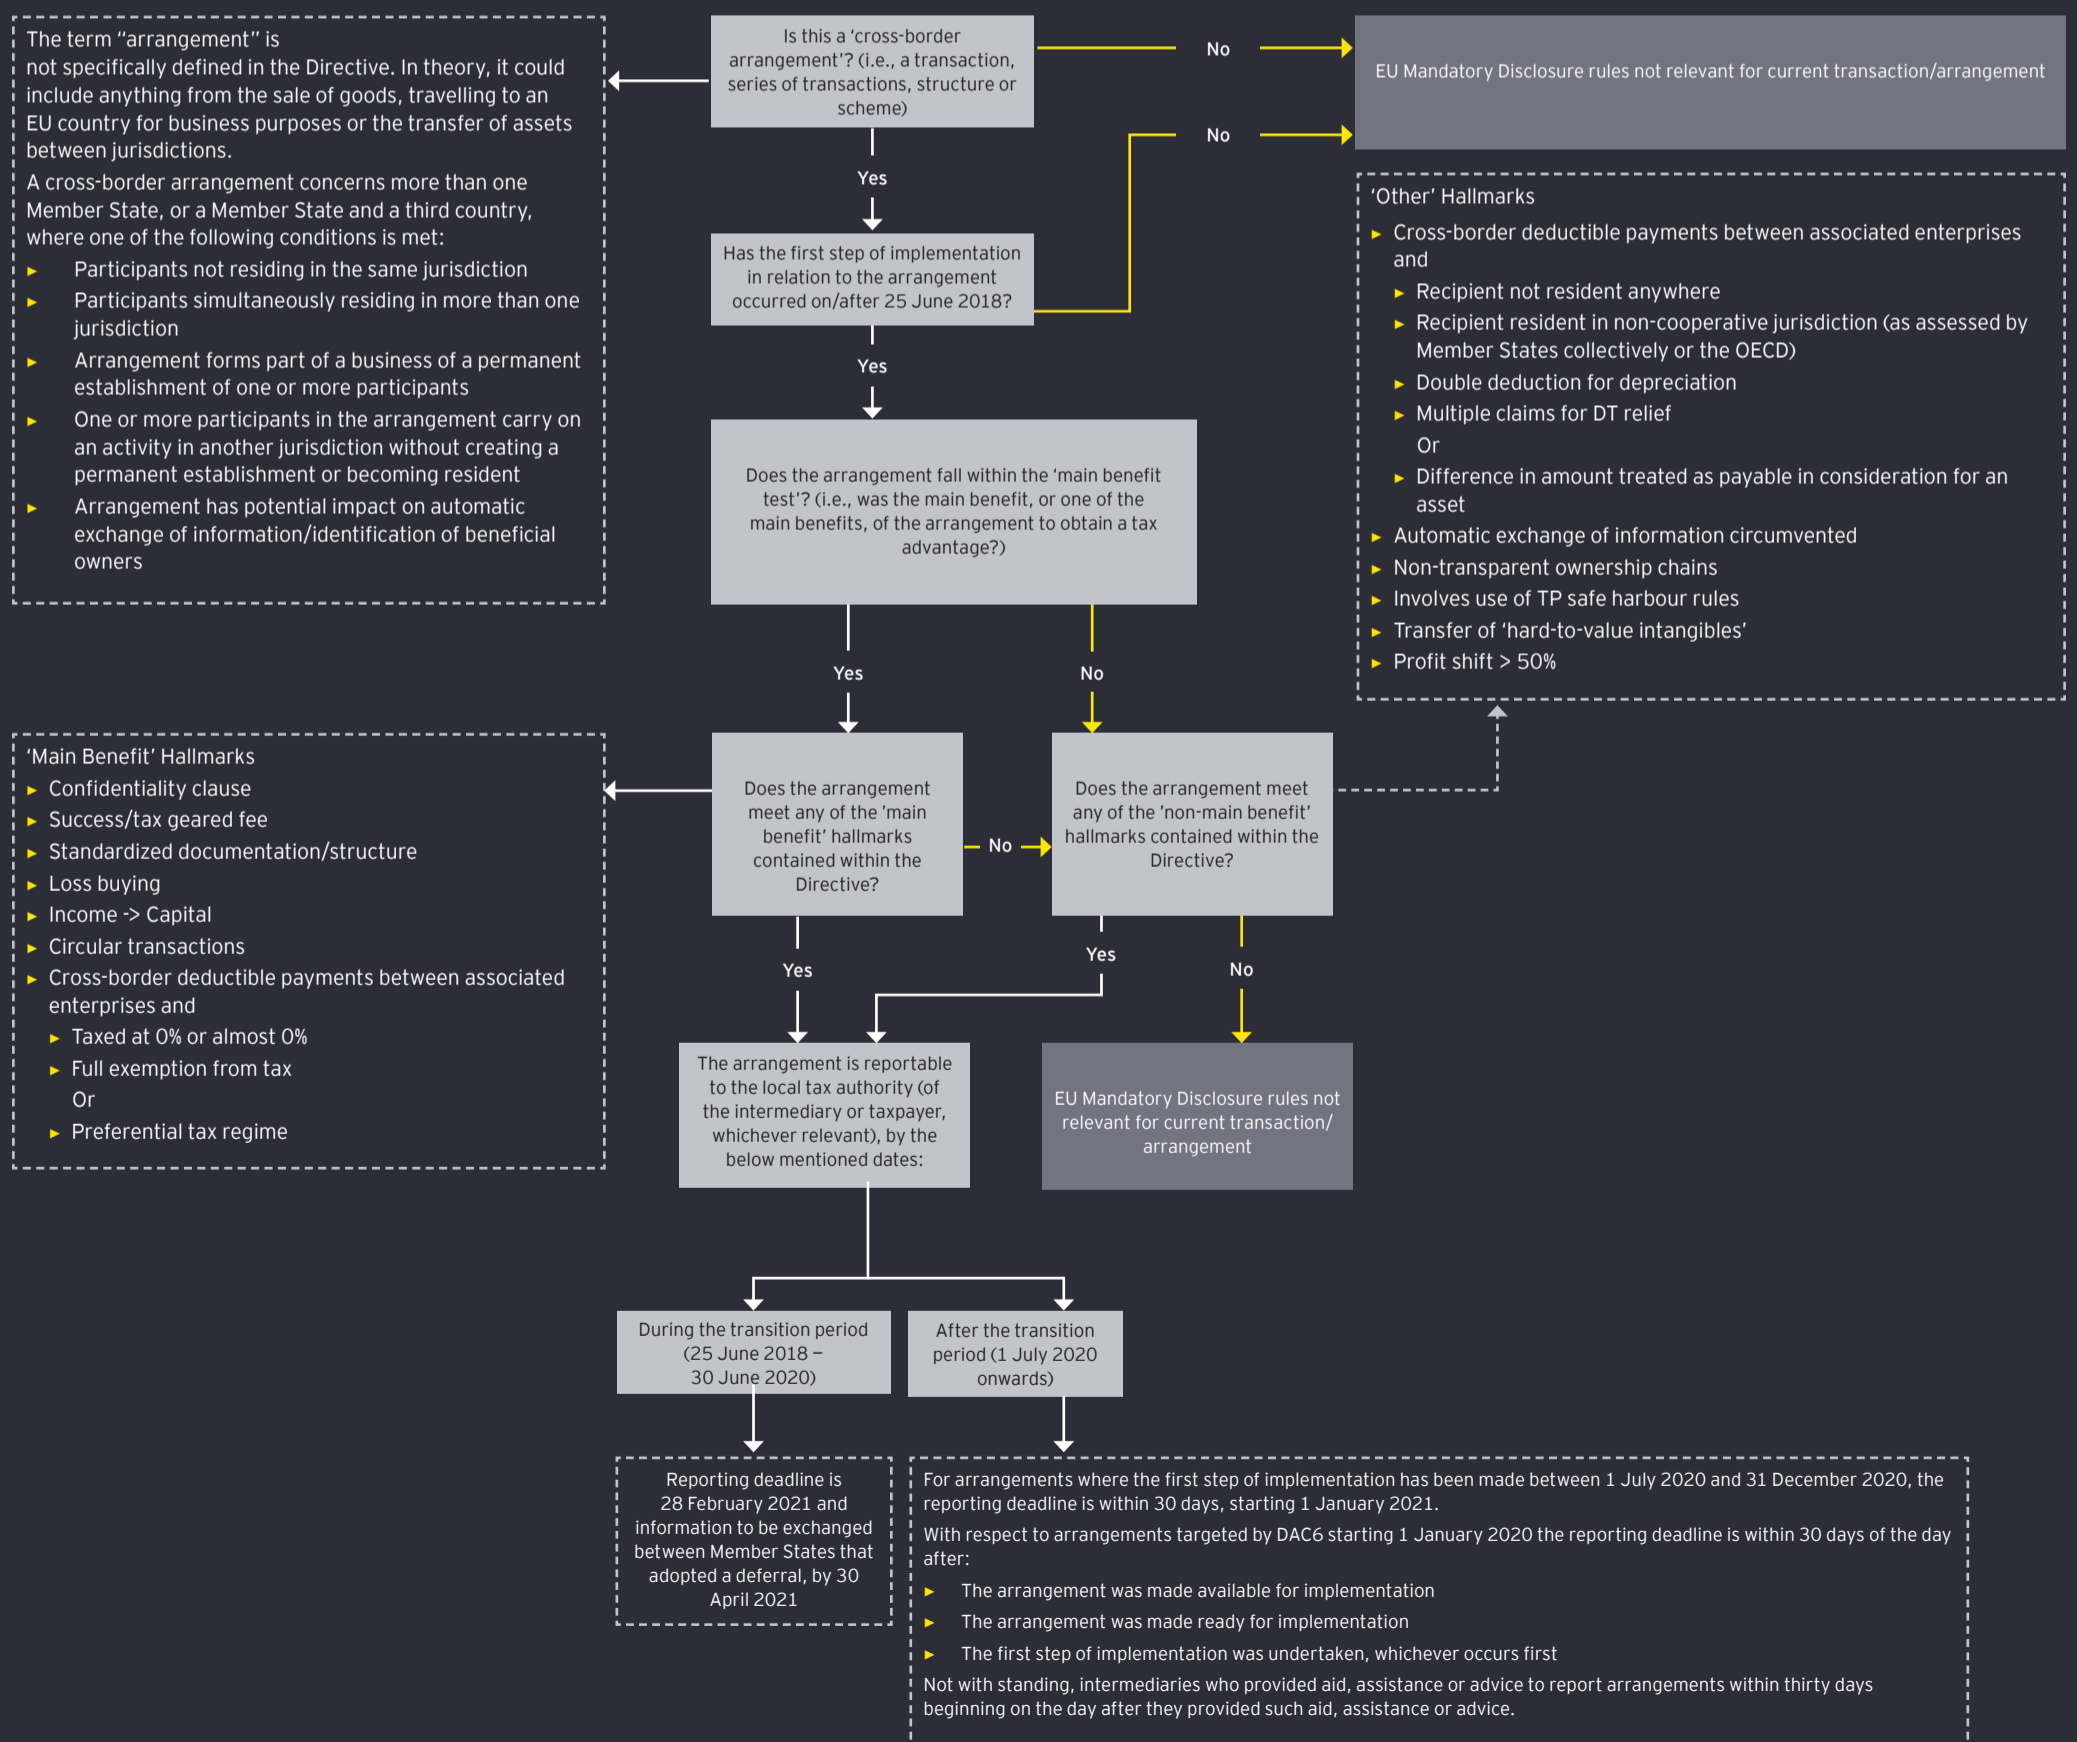 The term “arrangement” is
not specifically defined in the Directive. In theory, it could
include anything from the sale of goods, travelling to an
EU country for business purposes or the transfer of assets
between jurisdictions.
A cross-border arrangement concerns more than one
Member State, or a Member State and a third country,
where one of the following conditions is met:
► Participants not residing in the same jurisdiction
► Participants simultaneously residing in more than one
jurisdiction
► Arrangement forms part of a business of a permanent
establishment of one or more participants
► One or more participants in the arrangement carry on
an activity in another jurisdiction without creating a
permanent establishment or becoming resident
► Arrangement has potential impact on automatic
exchange of information/identification of beneficial
owners
Is this a ‘cross-border
arrangement’? (i.e., a transaction,
series of transactions, structure or
scheme)
No
EU Mandatory Disclosure rules not relevant for current transaction/arrangement
No
Yes
Has the first step of implementation
in relation to the arrangement
occurred on/after 25 June 2018?
Yes
Does the arrangement fall within the ‘main benefit
test’? (i.e., was the main benefit, or one of the
main benefits, of the arrangement to obtain a tax
advantage?)
Yes
No
‘Other’ Hallmarks
► Cross-border deductible payments between associated enterprises
and
► Recipient not resident anywhere
► Recipient resident in non-cooperative jurisdiction (as assessed by
Member States collectively or the OECD)
► Double deduction for depreciation
► Multiple claims for DT relief
Or
► Difference in amount treated as payable in consideration for an
asset
► Automatic exchange of information circumvented
► Non-transparent ownership chains
► Involves use of TP safe harbour rules
► Transfer of ‘hard-to-value intangibles’
► Profit shift > 50%
‘Main Benefit’ Hallmarks
► Confidentiality clause
► Success/tax geared fee
► Standardized documentation/structure
► Loss buying
► Income -> Capital
► Circular transactions
► Cross-border deductible payments between associated
enterprises and
► Taxed at 0% or almost 0%
► Full exemption from tax
Or
► Preferential tax regime
Does the arrangement
meet any of the ’main
benefit’ hallmarks
contained within the
Directive?
No
Does the arrangement meet
any of the ’non-main benefit’
hallmarks contained within the
Directive?
Yes
Yes
No
The arrangement is reportable
to the local tax authority (of
the intermediary or taxpayer,
whichever relevant), by the
below mentioned dates:
EU Mandatory Disclosure rules not
relevant for current transaction/
arrangement
During the transition period
(25 June 2018 –
30 June 2020)
After the transition
period (1 July 2020
onwards)
Reporting deadline is
28 February 2021 and
information to be exchanged
between Member States that
adopted a deferral, by 30
April 2021
For arrangements where the first step of implementation has been made between 1 July 2020 and 31 December 2020, the
reporting deadline is within 30 days, starting 1 January 2021.
With respect to arrangements targeted by DAC6 starting 1 January 2020 the reporting deadline is within 30 days of the day
after:
► The arrangement was made available for implementation
► The arrangement was made ready for implementation
► The first step of implementation was undertaken, whichever occurs first
Not with standing, intermediaries who provided aid, assistance or advice to report arrangements within thirty days
beginning on the day after they provided such aid, assistance or advice.